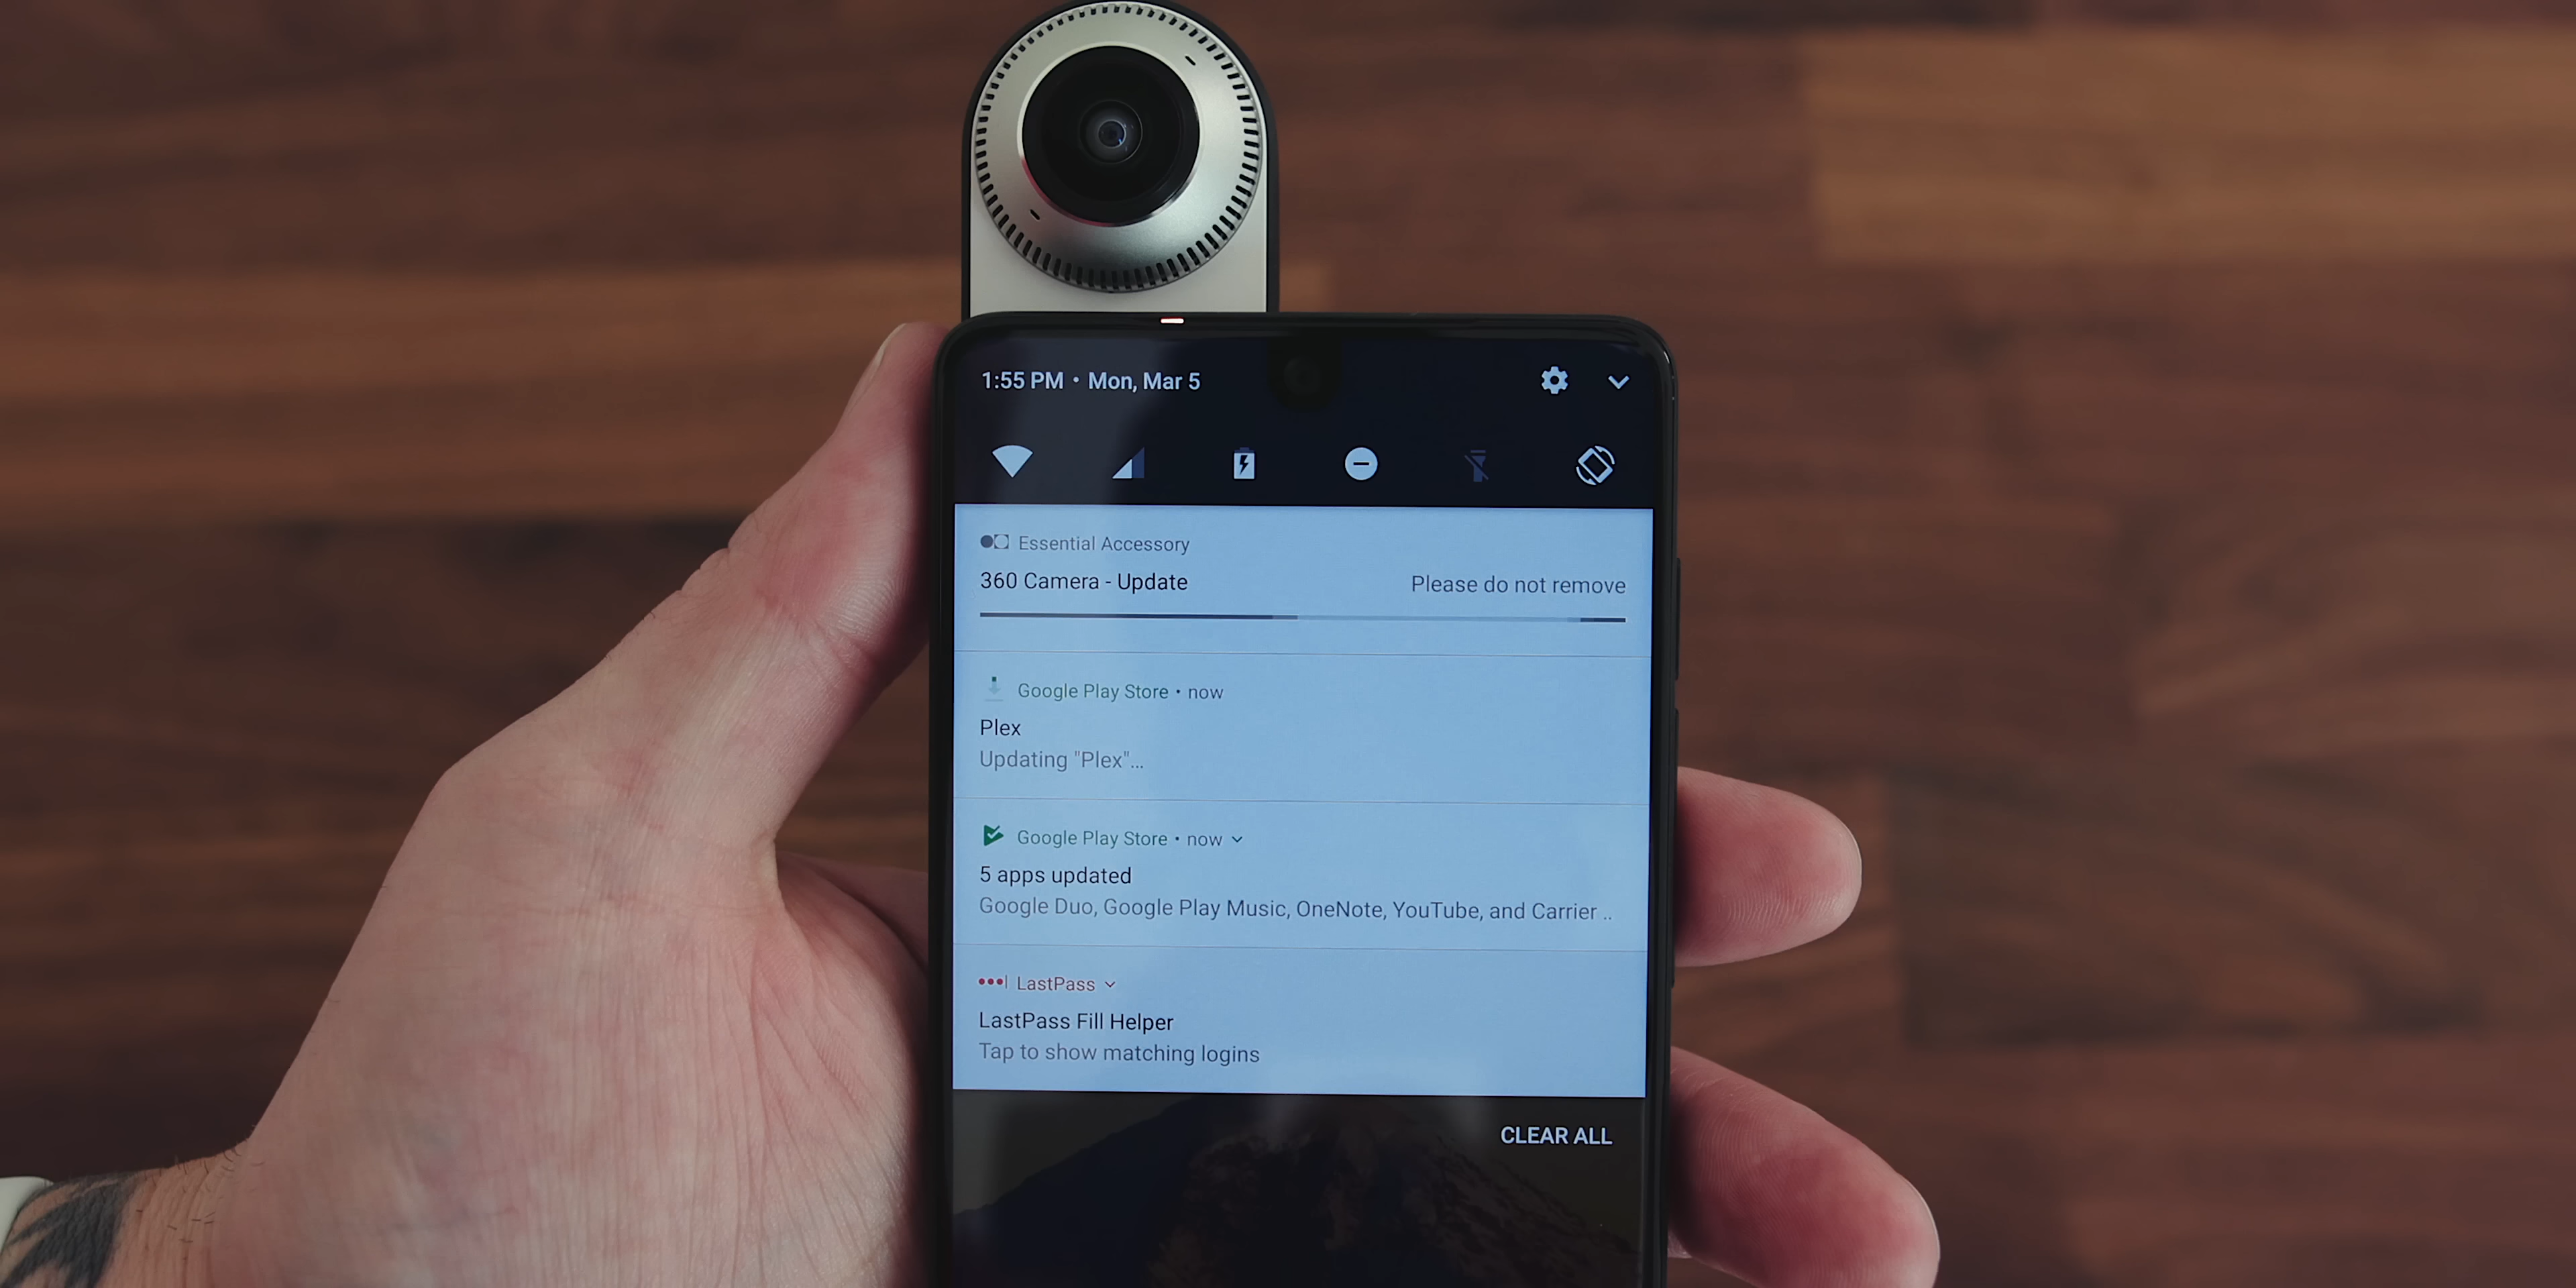 1:55 PM • Mon, Mar 5
Essential Accessory
360 Camera - Update Please do not remove
Google Play Store • now
Plex
Updating "Plex"...
Google Play Store • now
5 apps updated
Google Duo, Google Play Music, OneNote, YouTube, and Carrier ..
LastPass
LastPass Fill Helper
Tap to show matching logins
CLEAR ALL